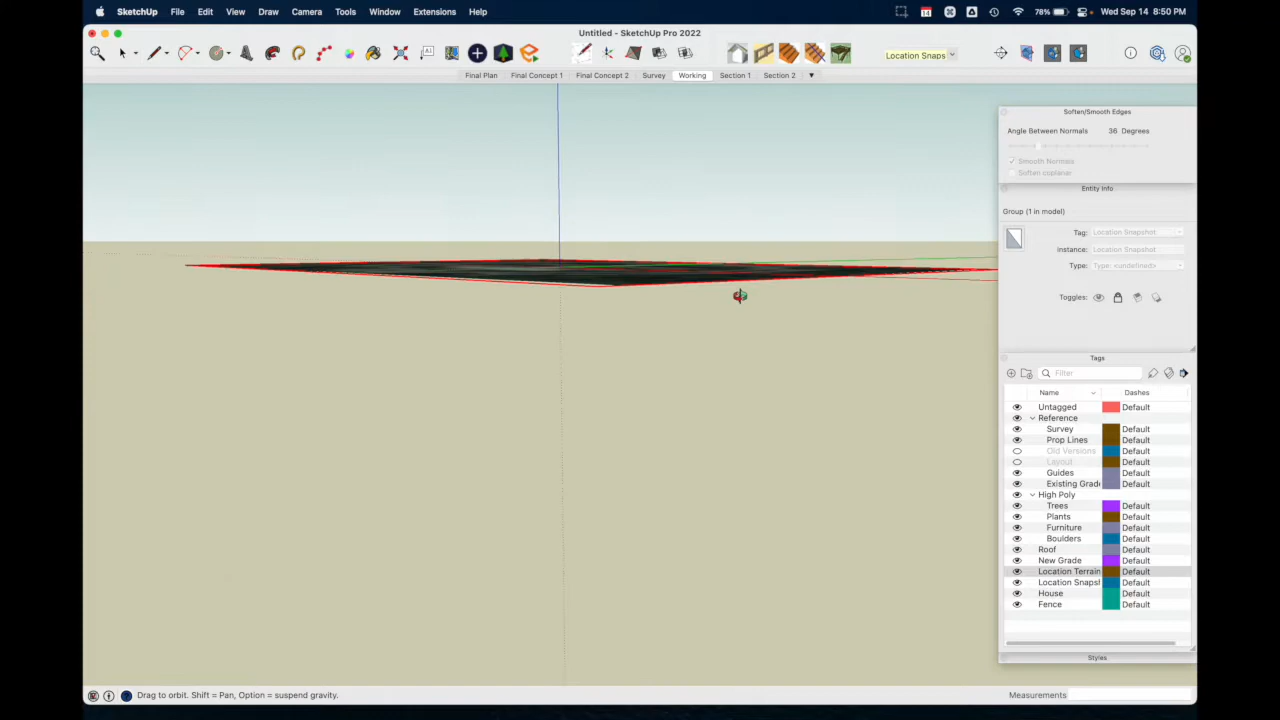 SketchUp File Edit View Draw Camera Tools Window Extensions Help
14 78% Wed Sep 14 8:50 PM
Untitled - SketchUp Pro 2022
Location Snaps
Final Plan Final Concept 1 Final Concept 2 Survey Working Section 1 Section 2
Soften/Smooth Edges
Angle Between Normals 36 Degrees
Smooth Normals
Soften coplanar
Entity Info
Group (1 in model)
Tag: Location Snapshot
Instance: Location Snapshot
Type: Type: <undefined>
Toggles:
Tags
Filter
Name Dashes
Untagged Default
Reference
Survey Default
Prop Lines Default
Old Versions Default
Layout Default
Guides Default
Existing Grade Default
High Poly
Trees Default
Plants Default
Furniture Default
Boulders Default
Roof Default
New Grade Default
Location Terrain Default
Location Snapsh Default
House Default
Fence Default
Styles
Drag to orbit. Shift = Pan, Option = suspend gravity.
Measurements